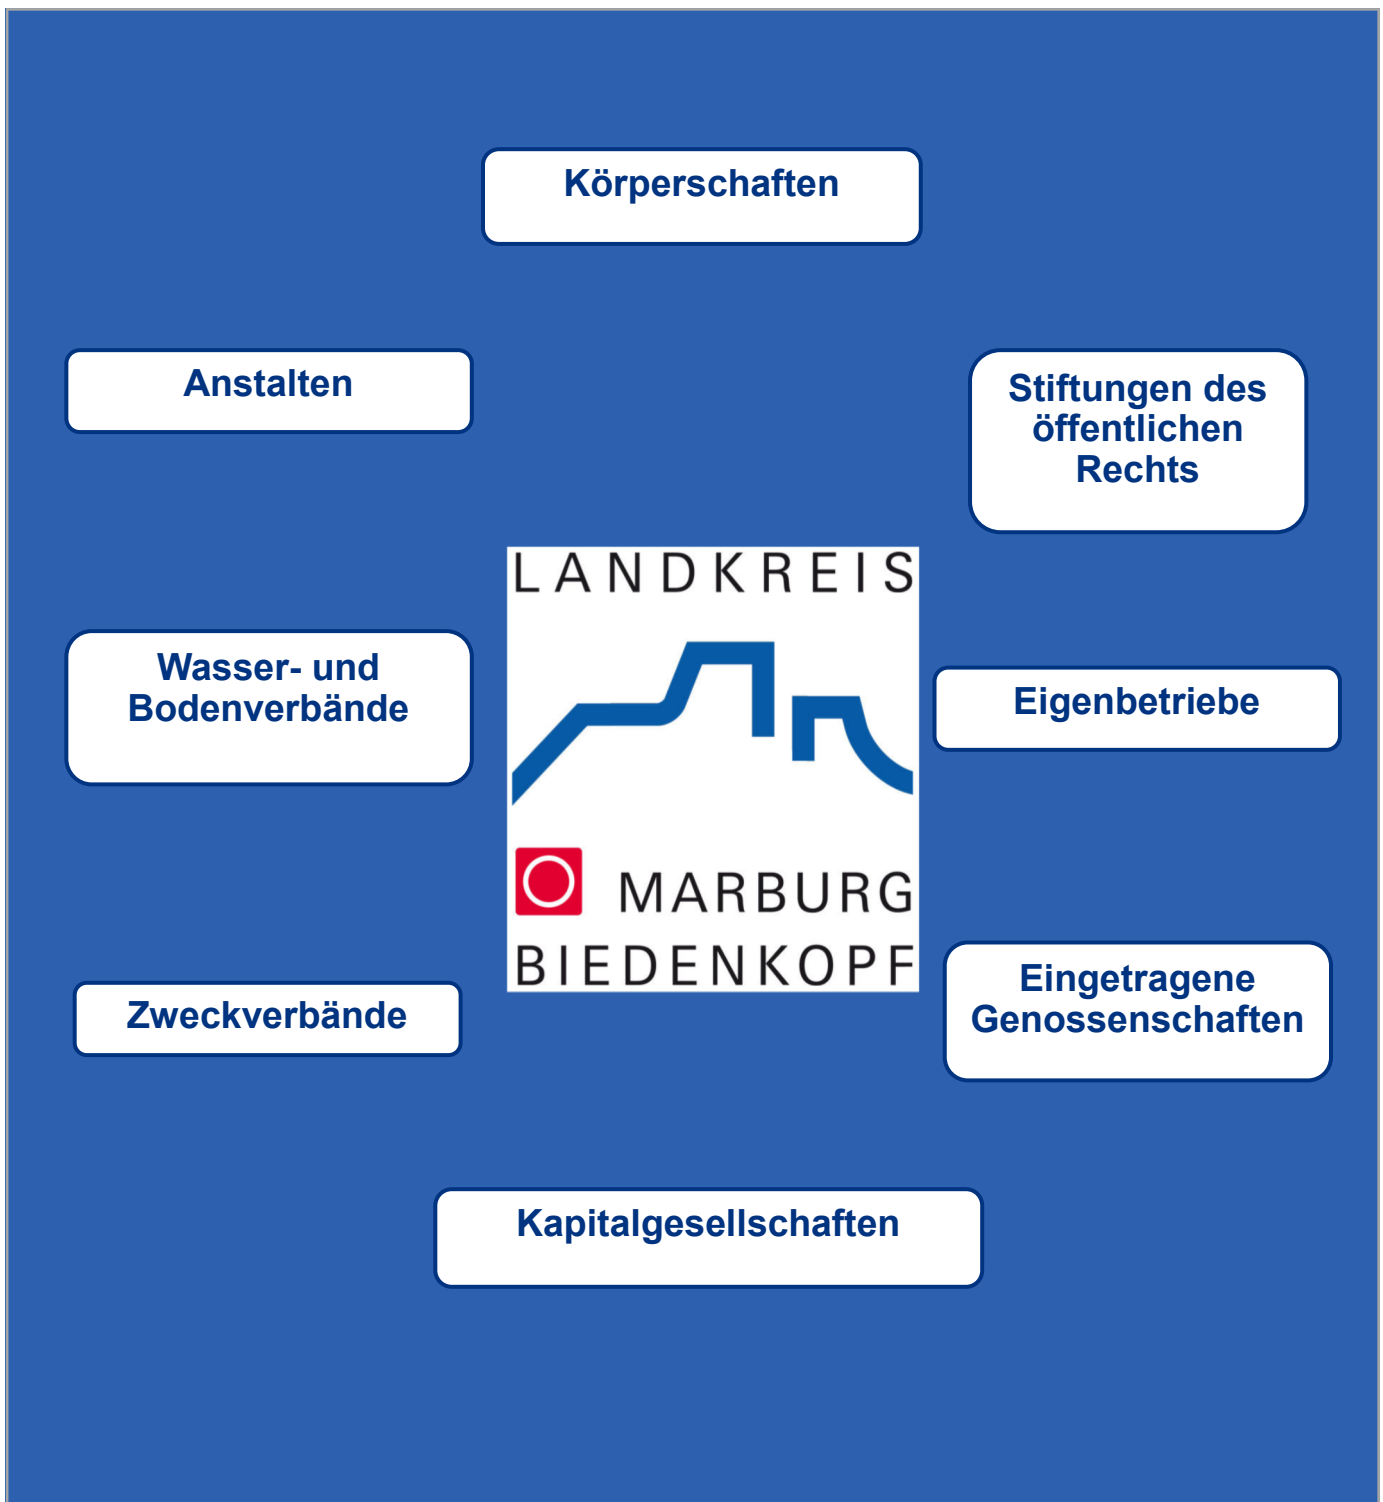 Körperschaften
Anstalten
Stiftungen des
öffentlichen
Rechts
LANDKREIS
Wasser- und
Bodenverbände
Eigenbetriebe
MARBURG
BIEDENKOPF
Zweckverbände
Eingetragene
Genossenschaften
Kapitalgesellschaften